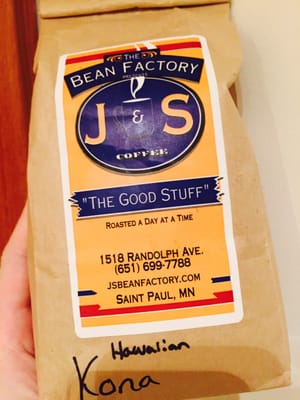 THE
BEAN FACTORY
PRESENTS
J & S
COFFEE
"THE GOOD STUFF"
ROASTED A DAY AT A TIME
1518 RANDOLPH AVE.
(651) 699-7788
JSBEANFACTORY.COM
SAINT PAUL, MN
Hawaiian
Kona